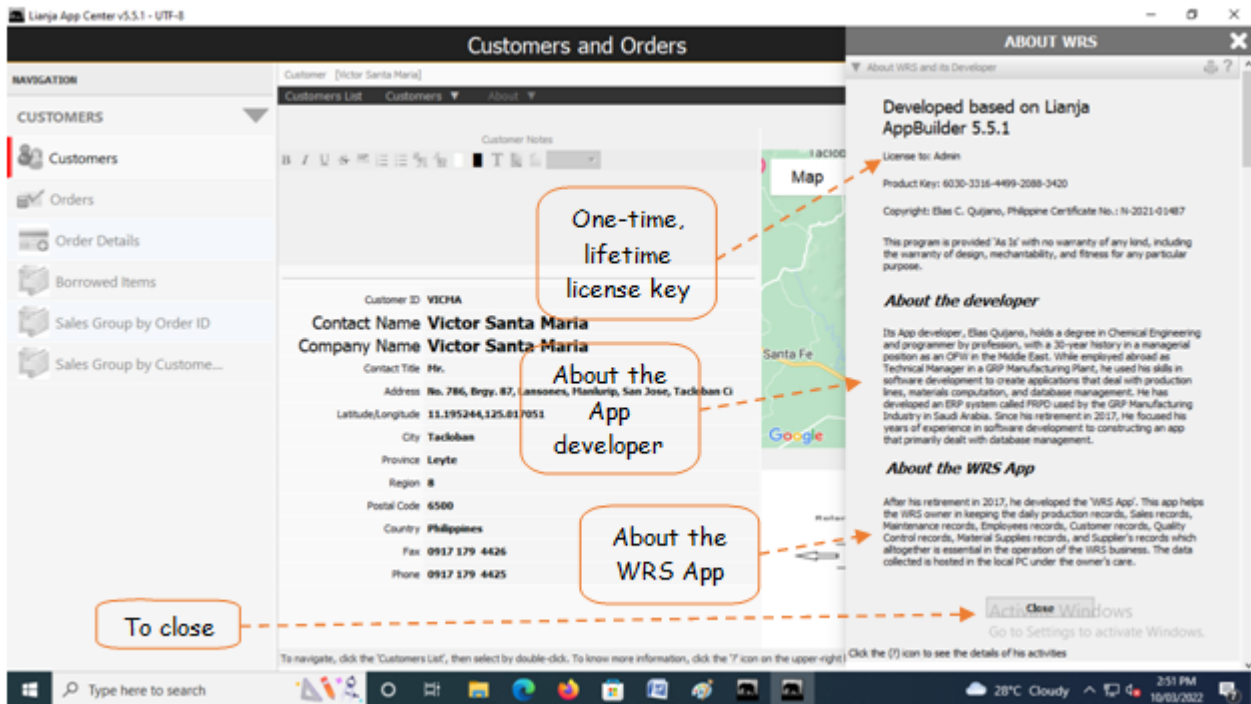 Lianja App Center v5.5.1 - UTF-8
Customers and Orders
ABOUT WRS
NAVIGATION
CUSTOMERS
Customers
Orders
Order Details
Borrowed Items
Sales Group by Order ID
Sales Group by Custome...
Customer [Victor Santa Maria]
Customers List Customers About
Customer Notes
B I U S
T
Map
Santa Fe
Google
Customer ID VICMA
Contact Name Victor Santa Maria
Company Name Victor Santa Maria
Contact Title Mr.
Address No. 786, Brgy. 87, Lansones, Manlurip, San Jose, Tacloban Ci
Latitude/Longitude 11.195244,125.017051
City Tacloban
Province Leyte
Region 8
Postal Code 6500
Country Philippines
Fax 0917 179 4426
Phone 0917 179 4425
To navigate, click the 'Customers List', then select by double-click. To know more information, click the '?' icon on the upper-right
One-time,
lifetime
license key
About the
App
developer
About the
WRS App
To close
About WRS and its Developer
?
Developed based on Lianja
AppBuilder 5.5.1
License to: Admin
Product Key: 6030-3316-4499-2088-3420
Copyright: Elias C. Quijano, Philippine Certificate No.: N-2021-01487
This program is provided 'As Is' with no warranty of any kind, including
the warranty of design, mechantability, and fitness for any particular
purpose.
About the developer
Its App developer, Elias Quijano, holds a degree in Chemical Engineering
and programmer by profession, with a 30-year history in a managerial
position as an OFW in the Middle East. While employed abroad as
Technical Manager in a GRP Manufacturing Plant, he used his skills in
software development to create applications that deal with production
lines, materials computation, and database management. He has
developed an ERP system called FRPD used by the GRP Manufacturing
Industry in Saudi Arabia. Since his retirement in 2017, He focused his
years of experience in software development to constructing an app
that primarily dealt with database management.
About the WRS App
After his retirement in 2017, he developed the 'WRS App'. This app helps
the WRS owner in keeping the daily production records, Sales records,
Maintenance records, Employees records, Customer records, Quality
Control records, Material Supplies records, and Supplier's records which
alltogether is essential in the operation of the WRS business. The data
collected is hosted in the local PC under the owner's care.
Close
Activate Windows
Go to Settings to activate Windows.
Click the (?) icon to see the details of his activities
Type here to search
28°C Cloudy
2:51 PM
10/03/2022